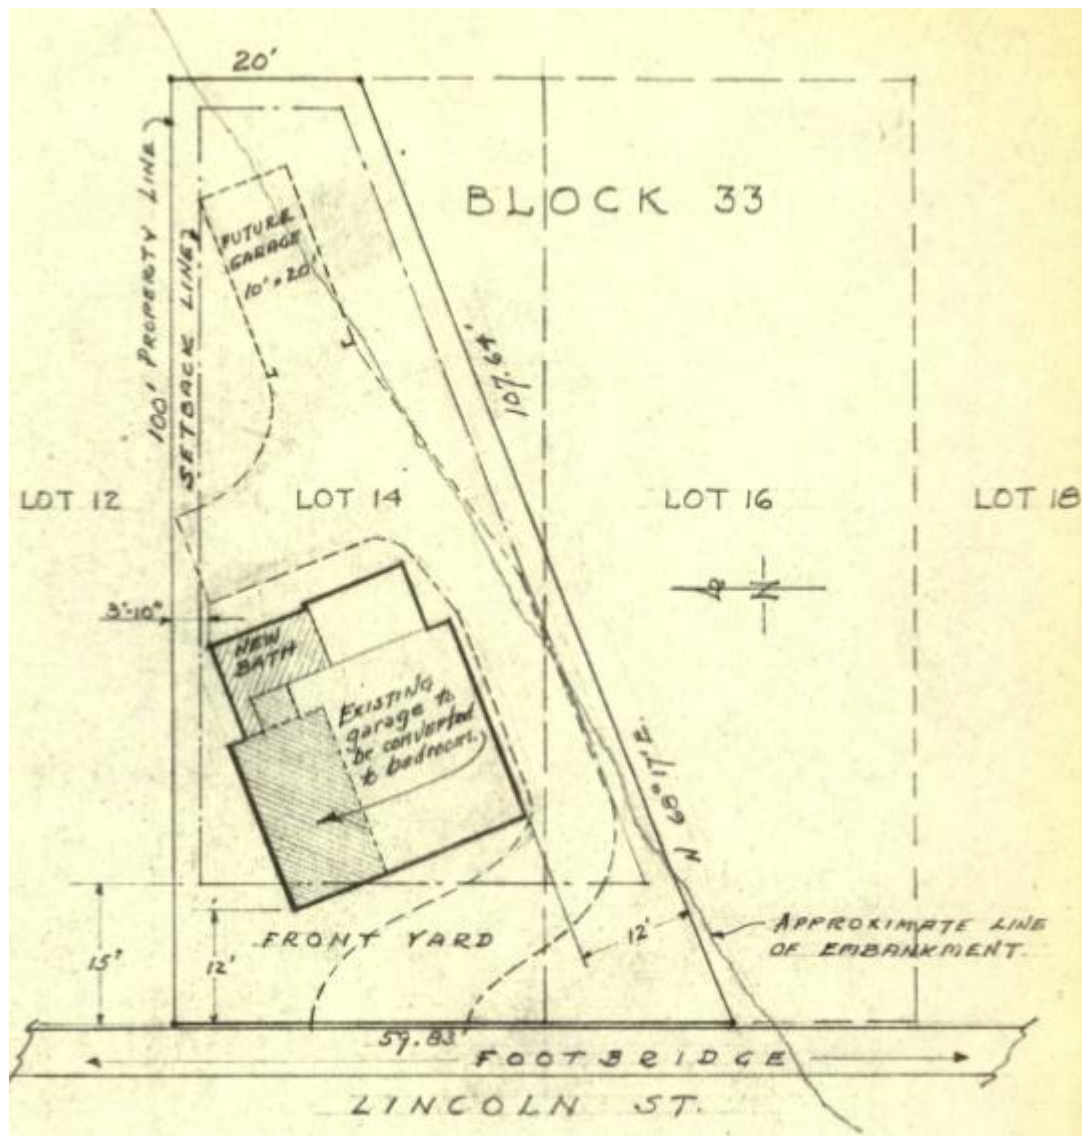 20'
BLOCK 33
100' PROPERTY LINE
SETBACK LINE
FUTURE
GARAGE
10' × 20'
107.64'
LOT 12
LOT 14
LOT 16
LOT 18
N
3'-10"
NEW
BATH
EXISTING
garage to
be converted
to bedroom.
N 68° 17' E.
15'
12'
FRONT YARD
12'
APPROXIMATE LINE
OF EMBANKMENT.
59.83'
FOOTBRIDGE
LINCOLN ST.